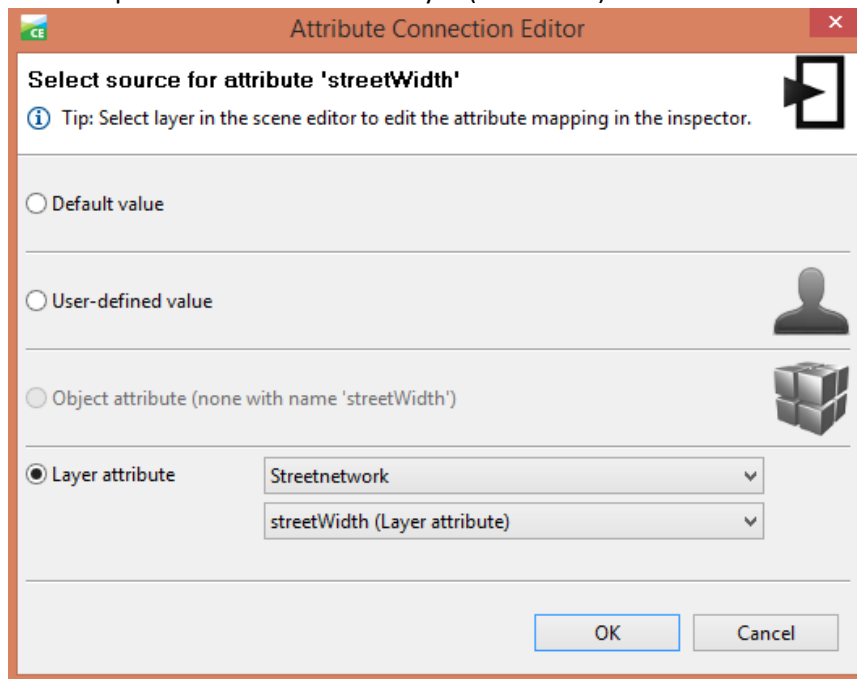 CE Attribute Connection Editor
Select source for attribute 'streetWidth'
Tip: Select layer in the scene editor to edit the attribute mapping in the inspector.
Default value
User-defined value
Object attribute (none with name 'streetWidth')
Layer attribute Streetnetwork
streetWidth (Layer attribute)
OK Cancel